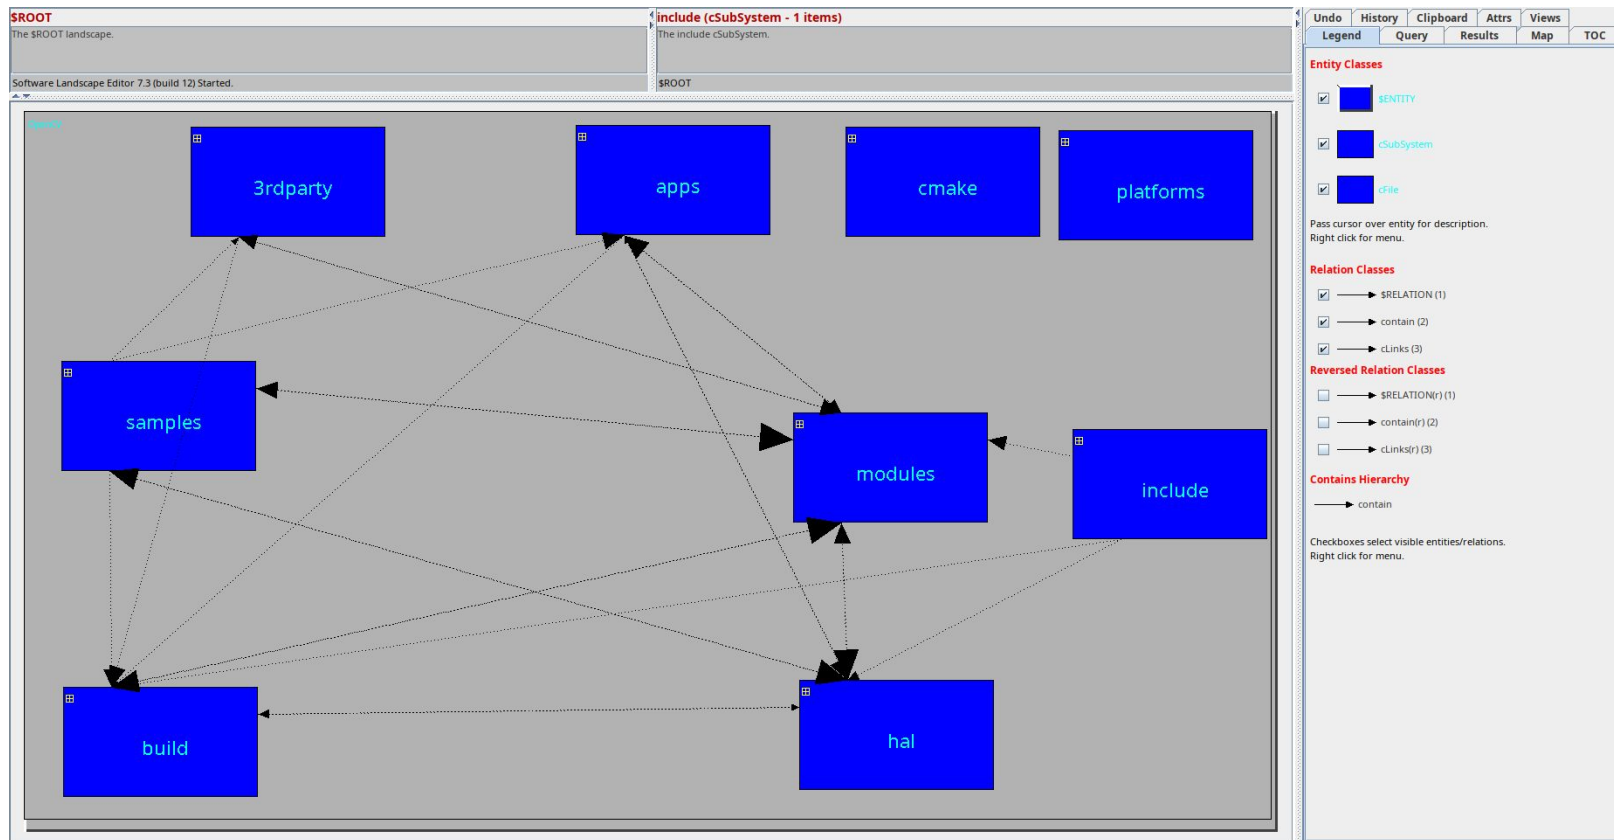 $ROOT
The $ROOT landscape.
Software Landscape Editor 7.3 (build 12) Started.
include (cSubSystem - 1 items)
The include cSubSystem.
$ROOT
3rdparty
apps
cmake
platforms
samples
modules
include
build
hal
Undo History Clipboard Attrs Views
Legend Query Results Map TOC
Entity Classes
$ENTITY
cSubSystem
cFile
Pass cursor over entity for description.
Right click for menu.
Relation Classes
$RELATION (1)
contain (2)
cLinks (3)
Reversed Relation Classes
$RELATION(r) (1)
contain(r) (2)
cLinks(r) (3)
Contains Hierarchy
contain
Checkboxes select visible entities/relations.
Right click for menu.